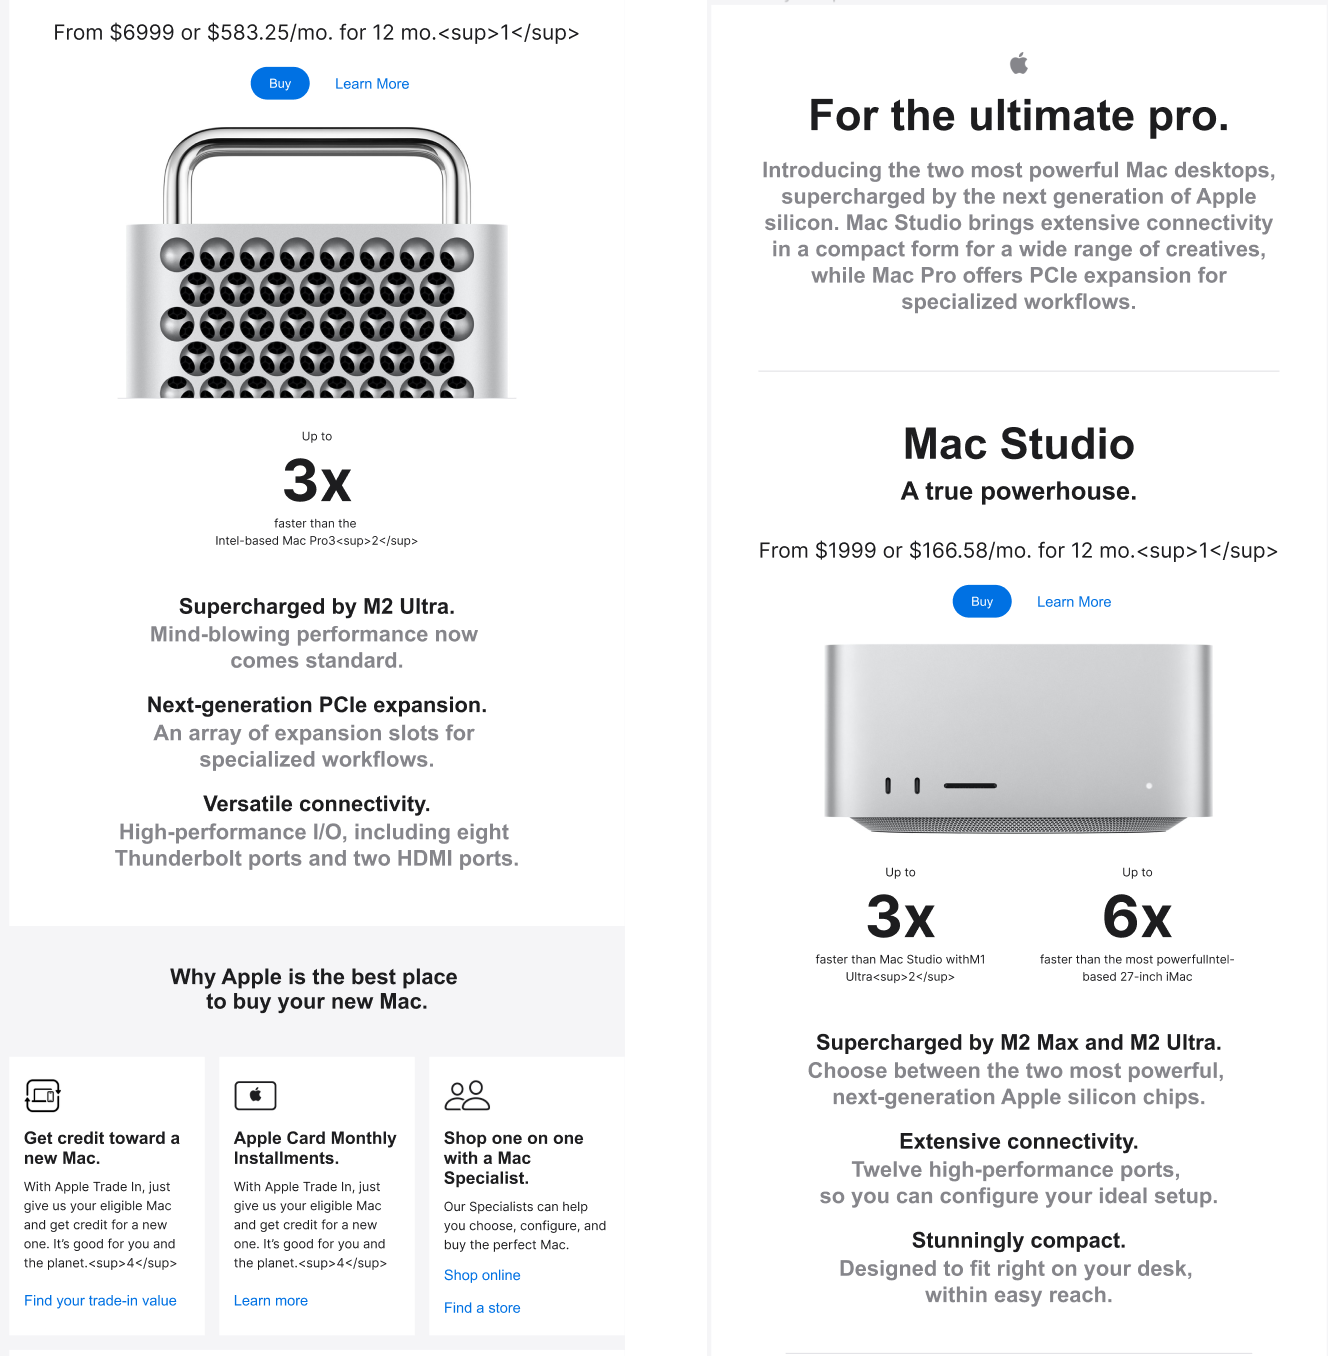 From $6999 or $583.25/mo. for 12 mo.<sup>1</sup>
Buy
Learn More
Up to
3x
faster than the
Intel-based Mac Pro3<sup>2</sup>
Supercharged by M2 Ultra.
Mind-blowing performance now
comes standard.
Next-generation PCIe expansion.
An array of expansion slots for
specialized workflows.
Versatile connectivity.
High-performance I/O, including eight
Thunderbolt ports and two HDMI ports.
Why Apple is the best place
to buy your new Mac.
Get credit toward a
new Mac.
With Apple Trade In, just
give us your eligible Mac
and get credit for a new
one. It’s good for you and
the planet.<sup>4</sup>
Find your trade-in value
Apple Card Monthly
Installments.
With Apple Trade In, just
give us your eligible Mac
and get credit for a new
one. It’s good for you and
the planet.<sup>4</sup>
Learn more
Shop one on one
with a Mac
Specialist.
Our Specialists can help
you choose, configure, and
buy the perfect Mac.
Shop online
Find a store
For the ultimate pro.
Introducing the two most powerful Mac desktops,
supercharged by the next generation of Apple
silicon. Mac Studio brings extensive connectivity
in a compact form for a wide range of creatives,
while Mac Pro offers PCIe expansion for
specialized workflows.
Mac Studio
A true powerhouse.
From $1999 or $166.58/mo. for 12 mo.<sup>1</sup>
Buy
Learn More
Up to
3x
faster than Mac Studio withM1
Ultra<sup>2</sup>
Up to
6x
faster than the most powerfulIntel-
based 27-inch iMac
Supercharged by M2 Max and M2 Ultra.
Choose between the two most powerful,
next-generation Apple silicon chips.
Extensive connectivity.
Twelve high-performance ports,
so you can configure your ideal setup.
Stunningly compact.
Designed to fit right on your desk,
within easy reach.